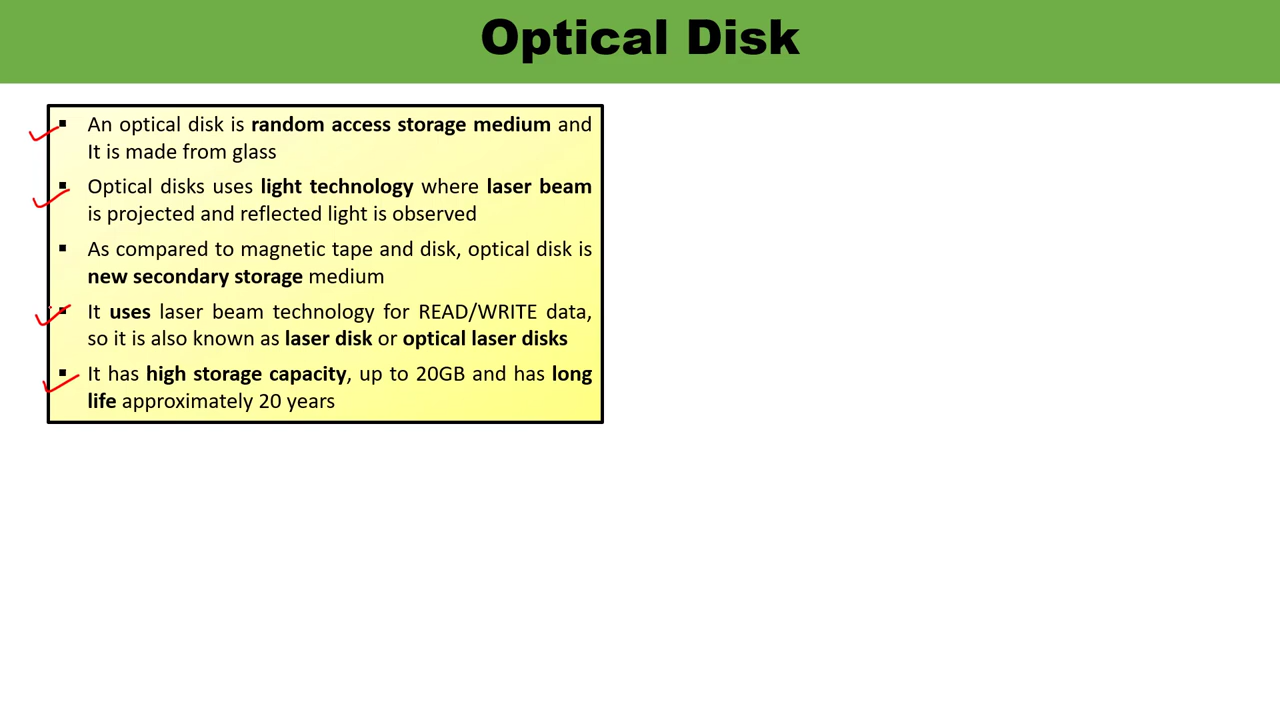 Optical Disk
▪ An optical disk is random access storage medium and
It is made from glass
▪ Optical disks uses light technology where laser beam
is projected and reflected light is observed
▪ As compared to magnetic tape and disk, optical disk is
new secondary storage medium
▪ It uses laser beam technology for READ/WRITE data,
so it is also known as laser disk or optical laser disks
▪ It has high storage capacity, up to 20GB and has long
life approximately 20 years